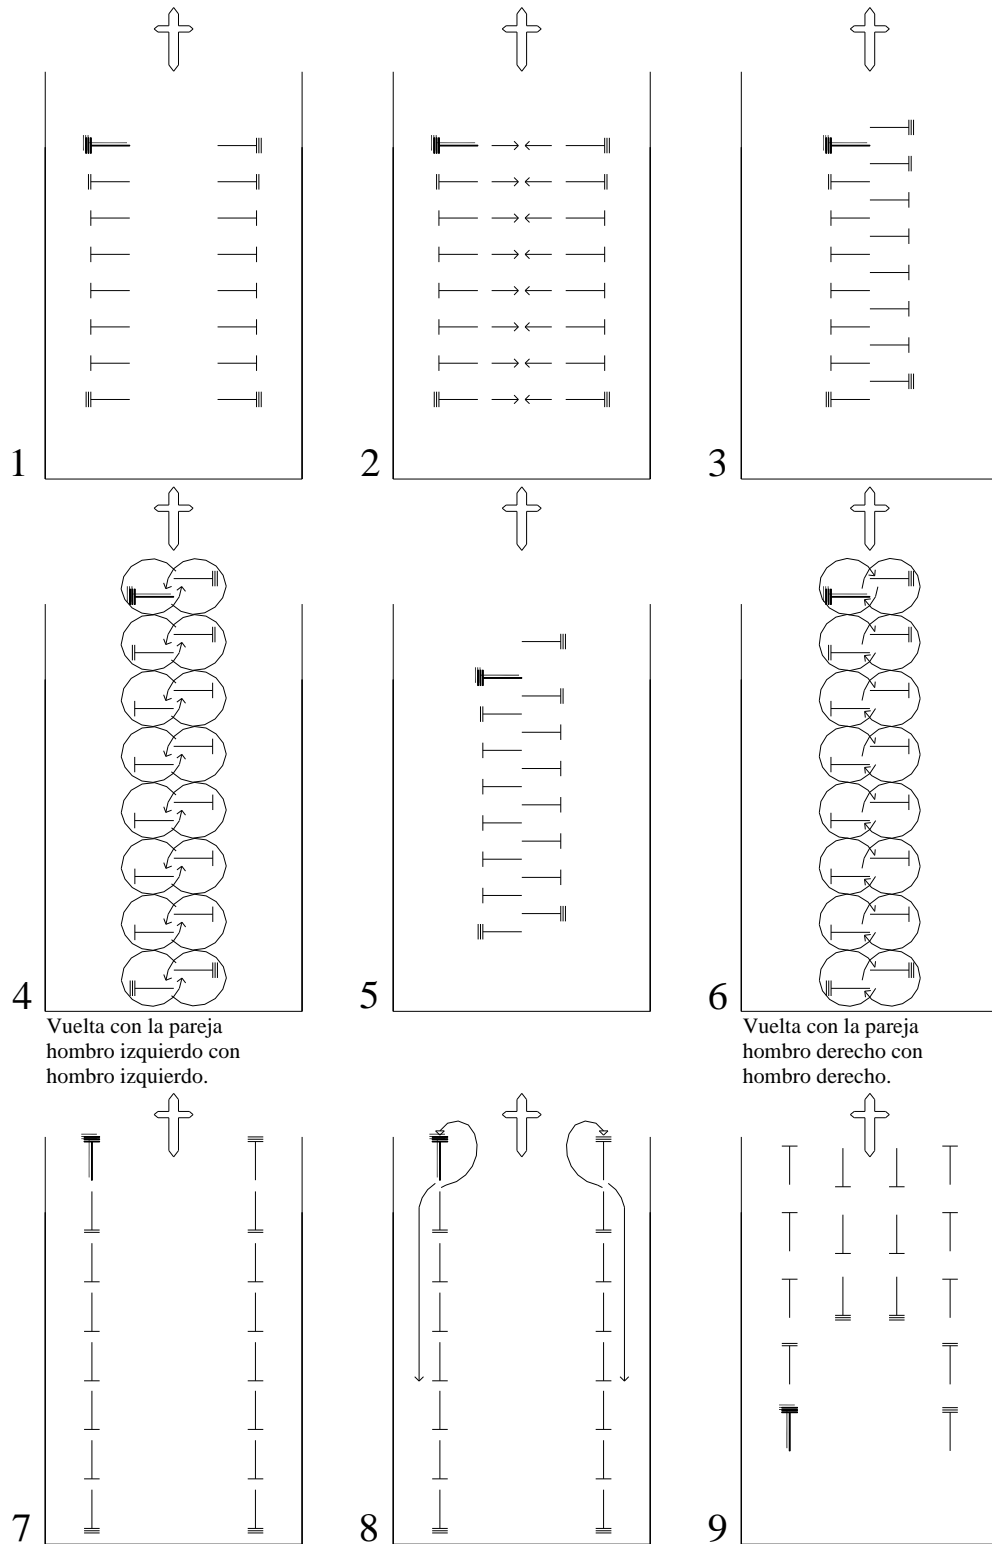 1
2
3
4
5
6
Vuelta con la pareja
hombro izquierdo con
hombro izquierdo.
Vuelta con la pareja
hombro derecho con
hombro derecho.
7
8
9